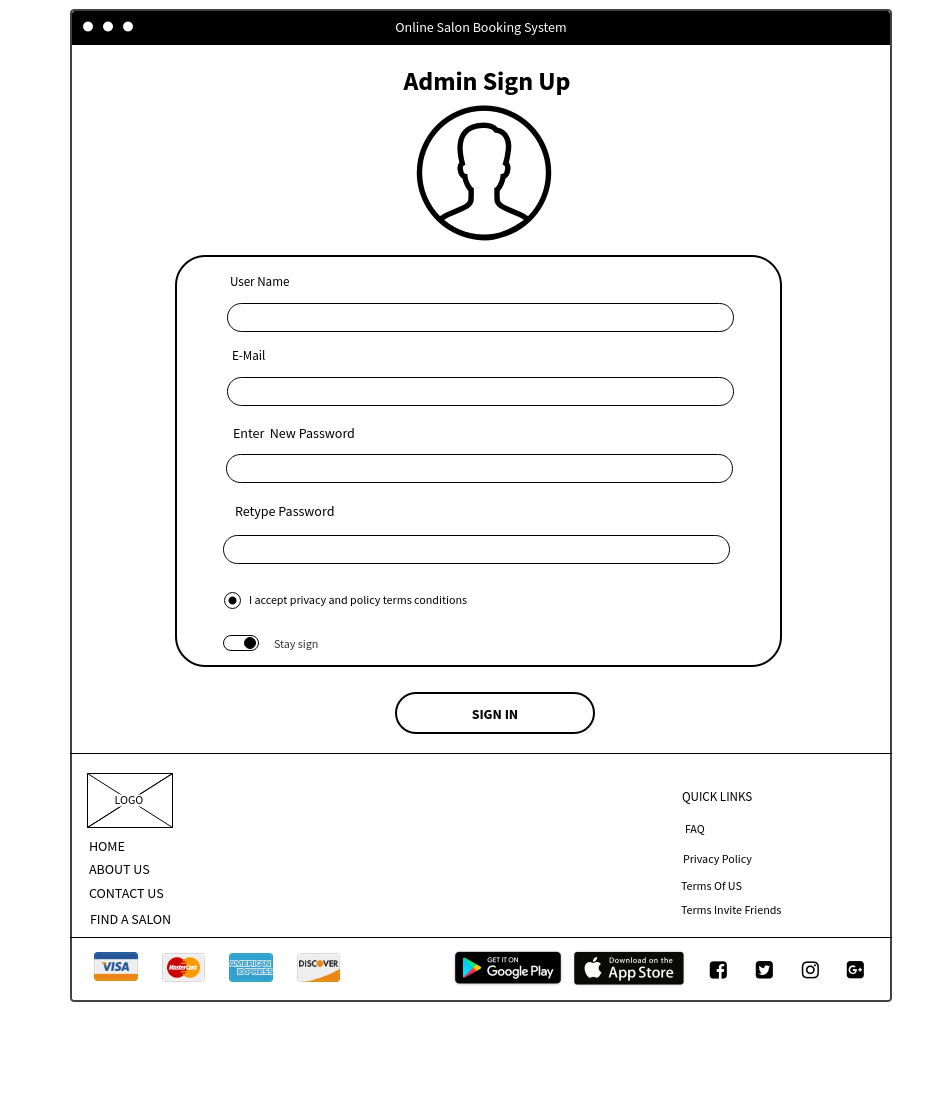 Online Salon Booking System
Admin Sign Up
User Name
E-Mail
Enter  New Password
Retype Password
I accept privacy and policy terms conditions
Stay sign
SIGN IN
LOGO
HOME
ABOUT US
CONTACT US
FIND A SALON
QUICK LINKS
FAQ
Privacy Policy
Terms Of US
Terms Invite Friends
VISA
MasterCard
AMERICAN
EXPRESS
DISCOVER
GET IT ON
Google Play
Download on the
App Store
G+